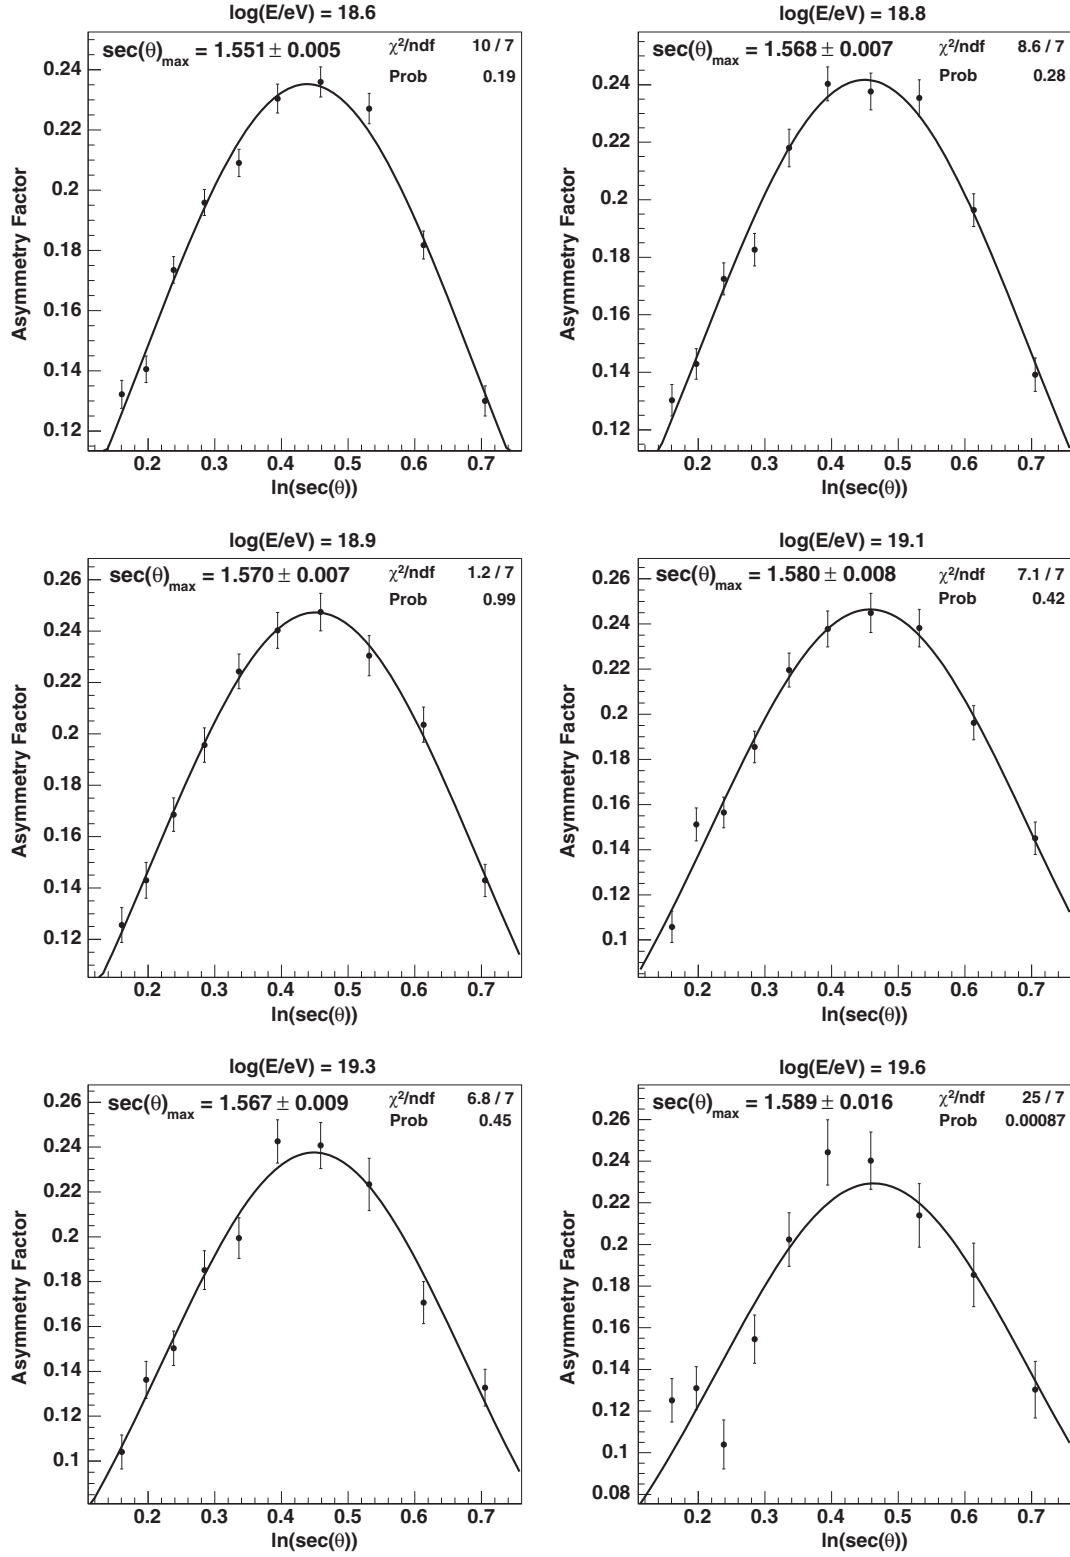 log(E/eV) = 18.6
sec(θ)max = 1.551 ± 0.005
χ²/ndf 10 / 7
Prob 0.19
0.24
0.22
0.2
0.18
0.16
0.14
0.12
Asymmetry Factor
0.2 0.3 0.4 0.5 0.6 0.7
ln(sec(θ))
log(E/eV) = 18.8
sec(θ)max = 1.568 ± 0.007
χ²/ndf 8.6 / 7
Prob 0.28
0.24
0.22
0.2
0.18
0.16
0.14
0.12
Asymmetry Factor
0.2 0.3 0.4 0.5 0.6 0.7
ln(sec(θ))
log(E/eV) = 18.9
sec(θ)max = 1.570 ± 0.007
χ²/ndf 1.2 / 7
Prob 0.99
0.26
0.24
0.22
0.2
0.18
0.16
0.14
0.12
Asymmetry Factor
0.2 0.3 0.4 0.5 0.6 0.7
ln(sec(θ))
log(E/eV) = 19.1
sec(θ)max = 1.580 ± 0.008
χ²/ndf 7.1 / 7
Prob 0.42
0.26
0.24
0.22
0.2
0.18
0.16
0.14
0.12
0.1
Asymmetry Factor
0.2 0.3 0.4 0.5 0.6 0.7
ln(sec(θ))
log(E/eV) = 19.3
sec(θ)max = 1.567 ± 0.009
χ²/ndf 6.8 / 7
Prob 0.45
0.26
0.24
0.22
0.2
0.18
0.16
0.14
0.12
0.1
Asymmetry Factor
0.2 0.3 0.4 0.5 0.6 0.7
ln(sec(θ))
log(E/eV) = 19.6
sec(θ)max = 1.589 ± 0.016
χ²/ndf 25 / 7
Prob 0.00087
0.26
0.24
0.22
0.2
0.18
0.16
0.14
0.12
0.1
0.08
Asymmetry Factor
0.2 0.3 0.4 0.5 0.6 0.7
ln(sec(θ))